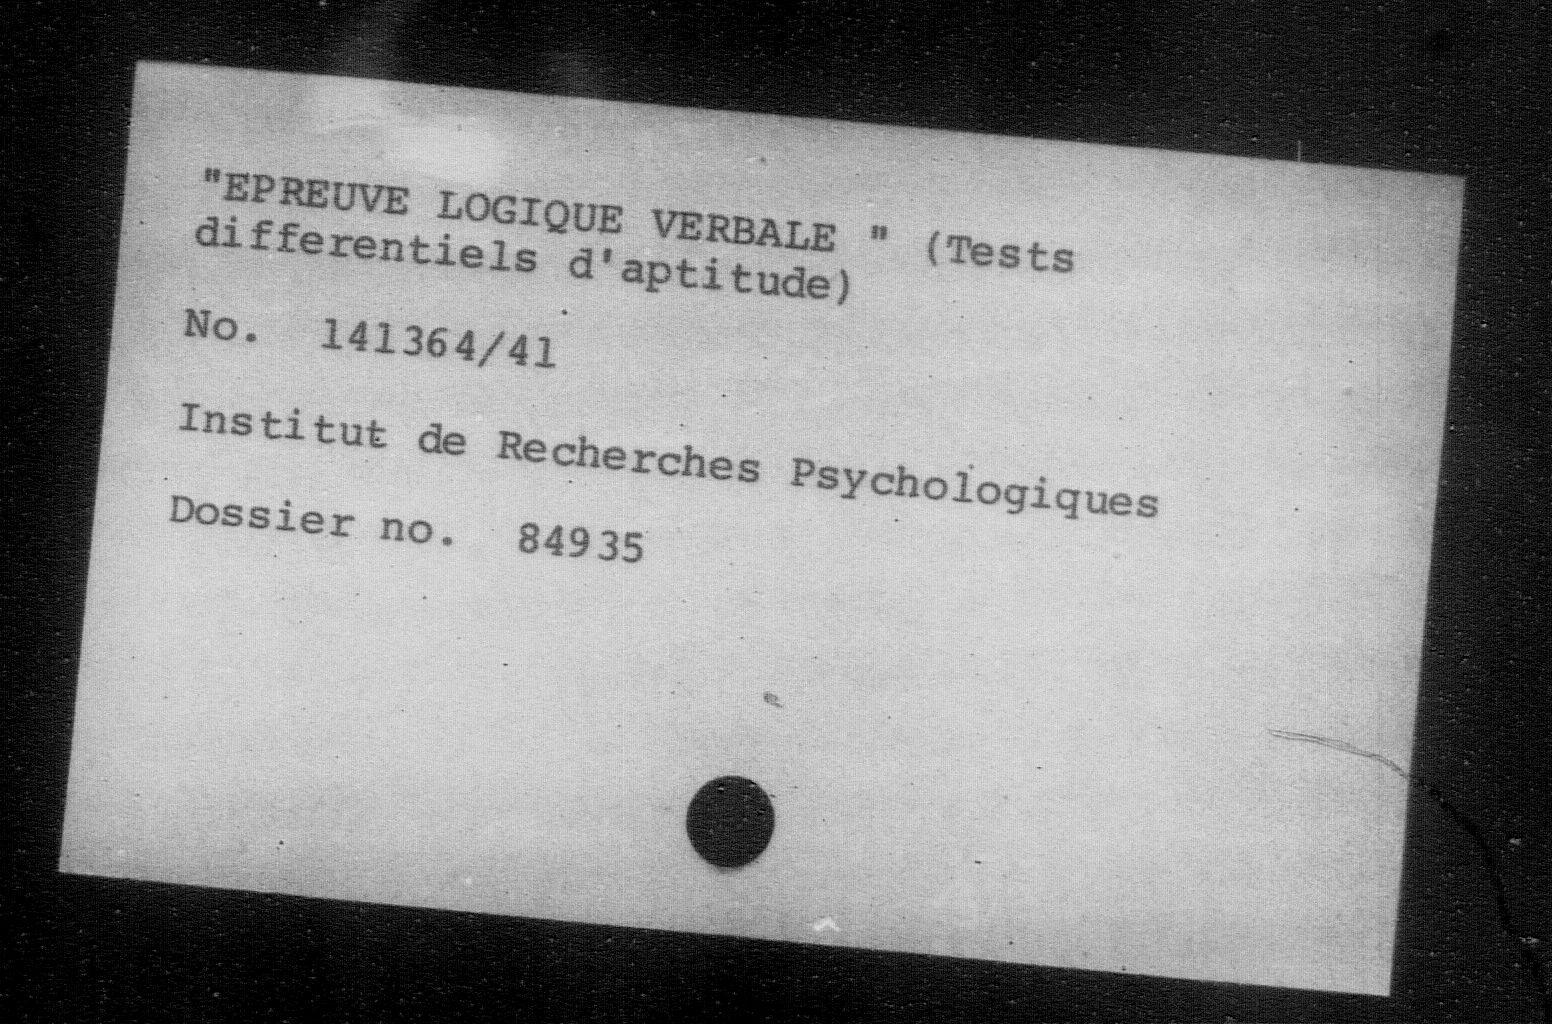 "EPREUVE LOGIQUE VERBALE " (Tests
differentiels d'aptitude)
No. 141364/41
Institut de Recherches Psychologiques
Dossier no. 84935